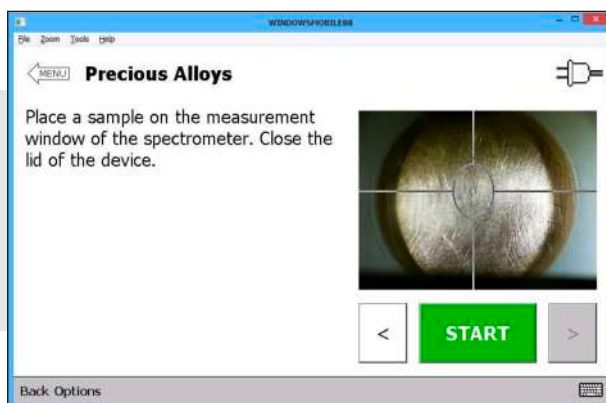 WINDOWSMOBILE88
File Zoom Tools Help
MENU Precious Alloys
Place a sample on the measurement
window of the spectrometer. Close the
lid of the device.
< START >
Back Options